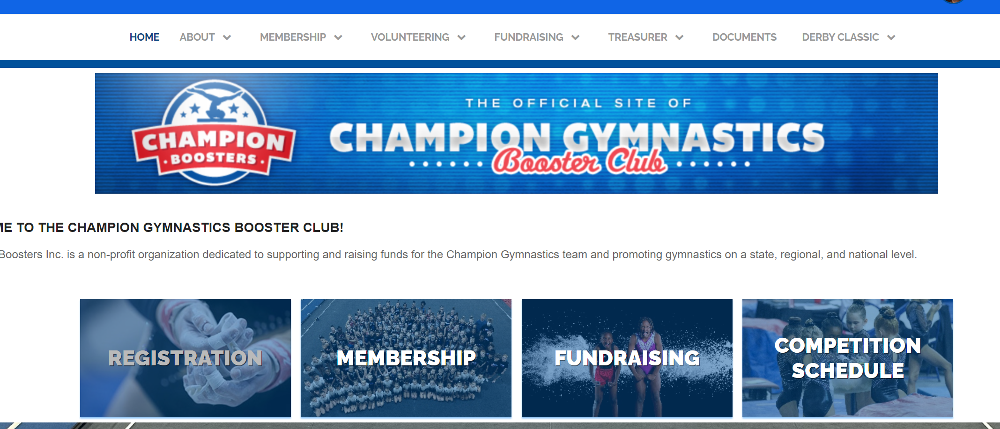 HOME ABOUT MEMBERSHIP VOLUNTEERING FUNDRAISING TREASURER DOCUMENTS DERBY CLASSIC
CHAMPION
• BOOSTERS •
THE OFFICIAL SITE OF
CHAMPION GYMNASTICS
Booster Club
ME TO THE CHAMPION GYMNASTICS BOOSTER CLUB!
Boosters Inc. is a non-profit organization dedicated to supporting and raising funds for the Champion Gymnastics team and promoting gymnastics on a state, regional, and national level.
REGISTRATION
MEMBERSHIP
FUNDRAISING
COMPETITION
SCHEDULE